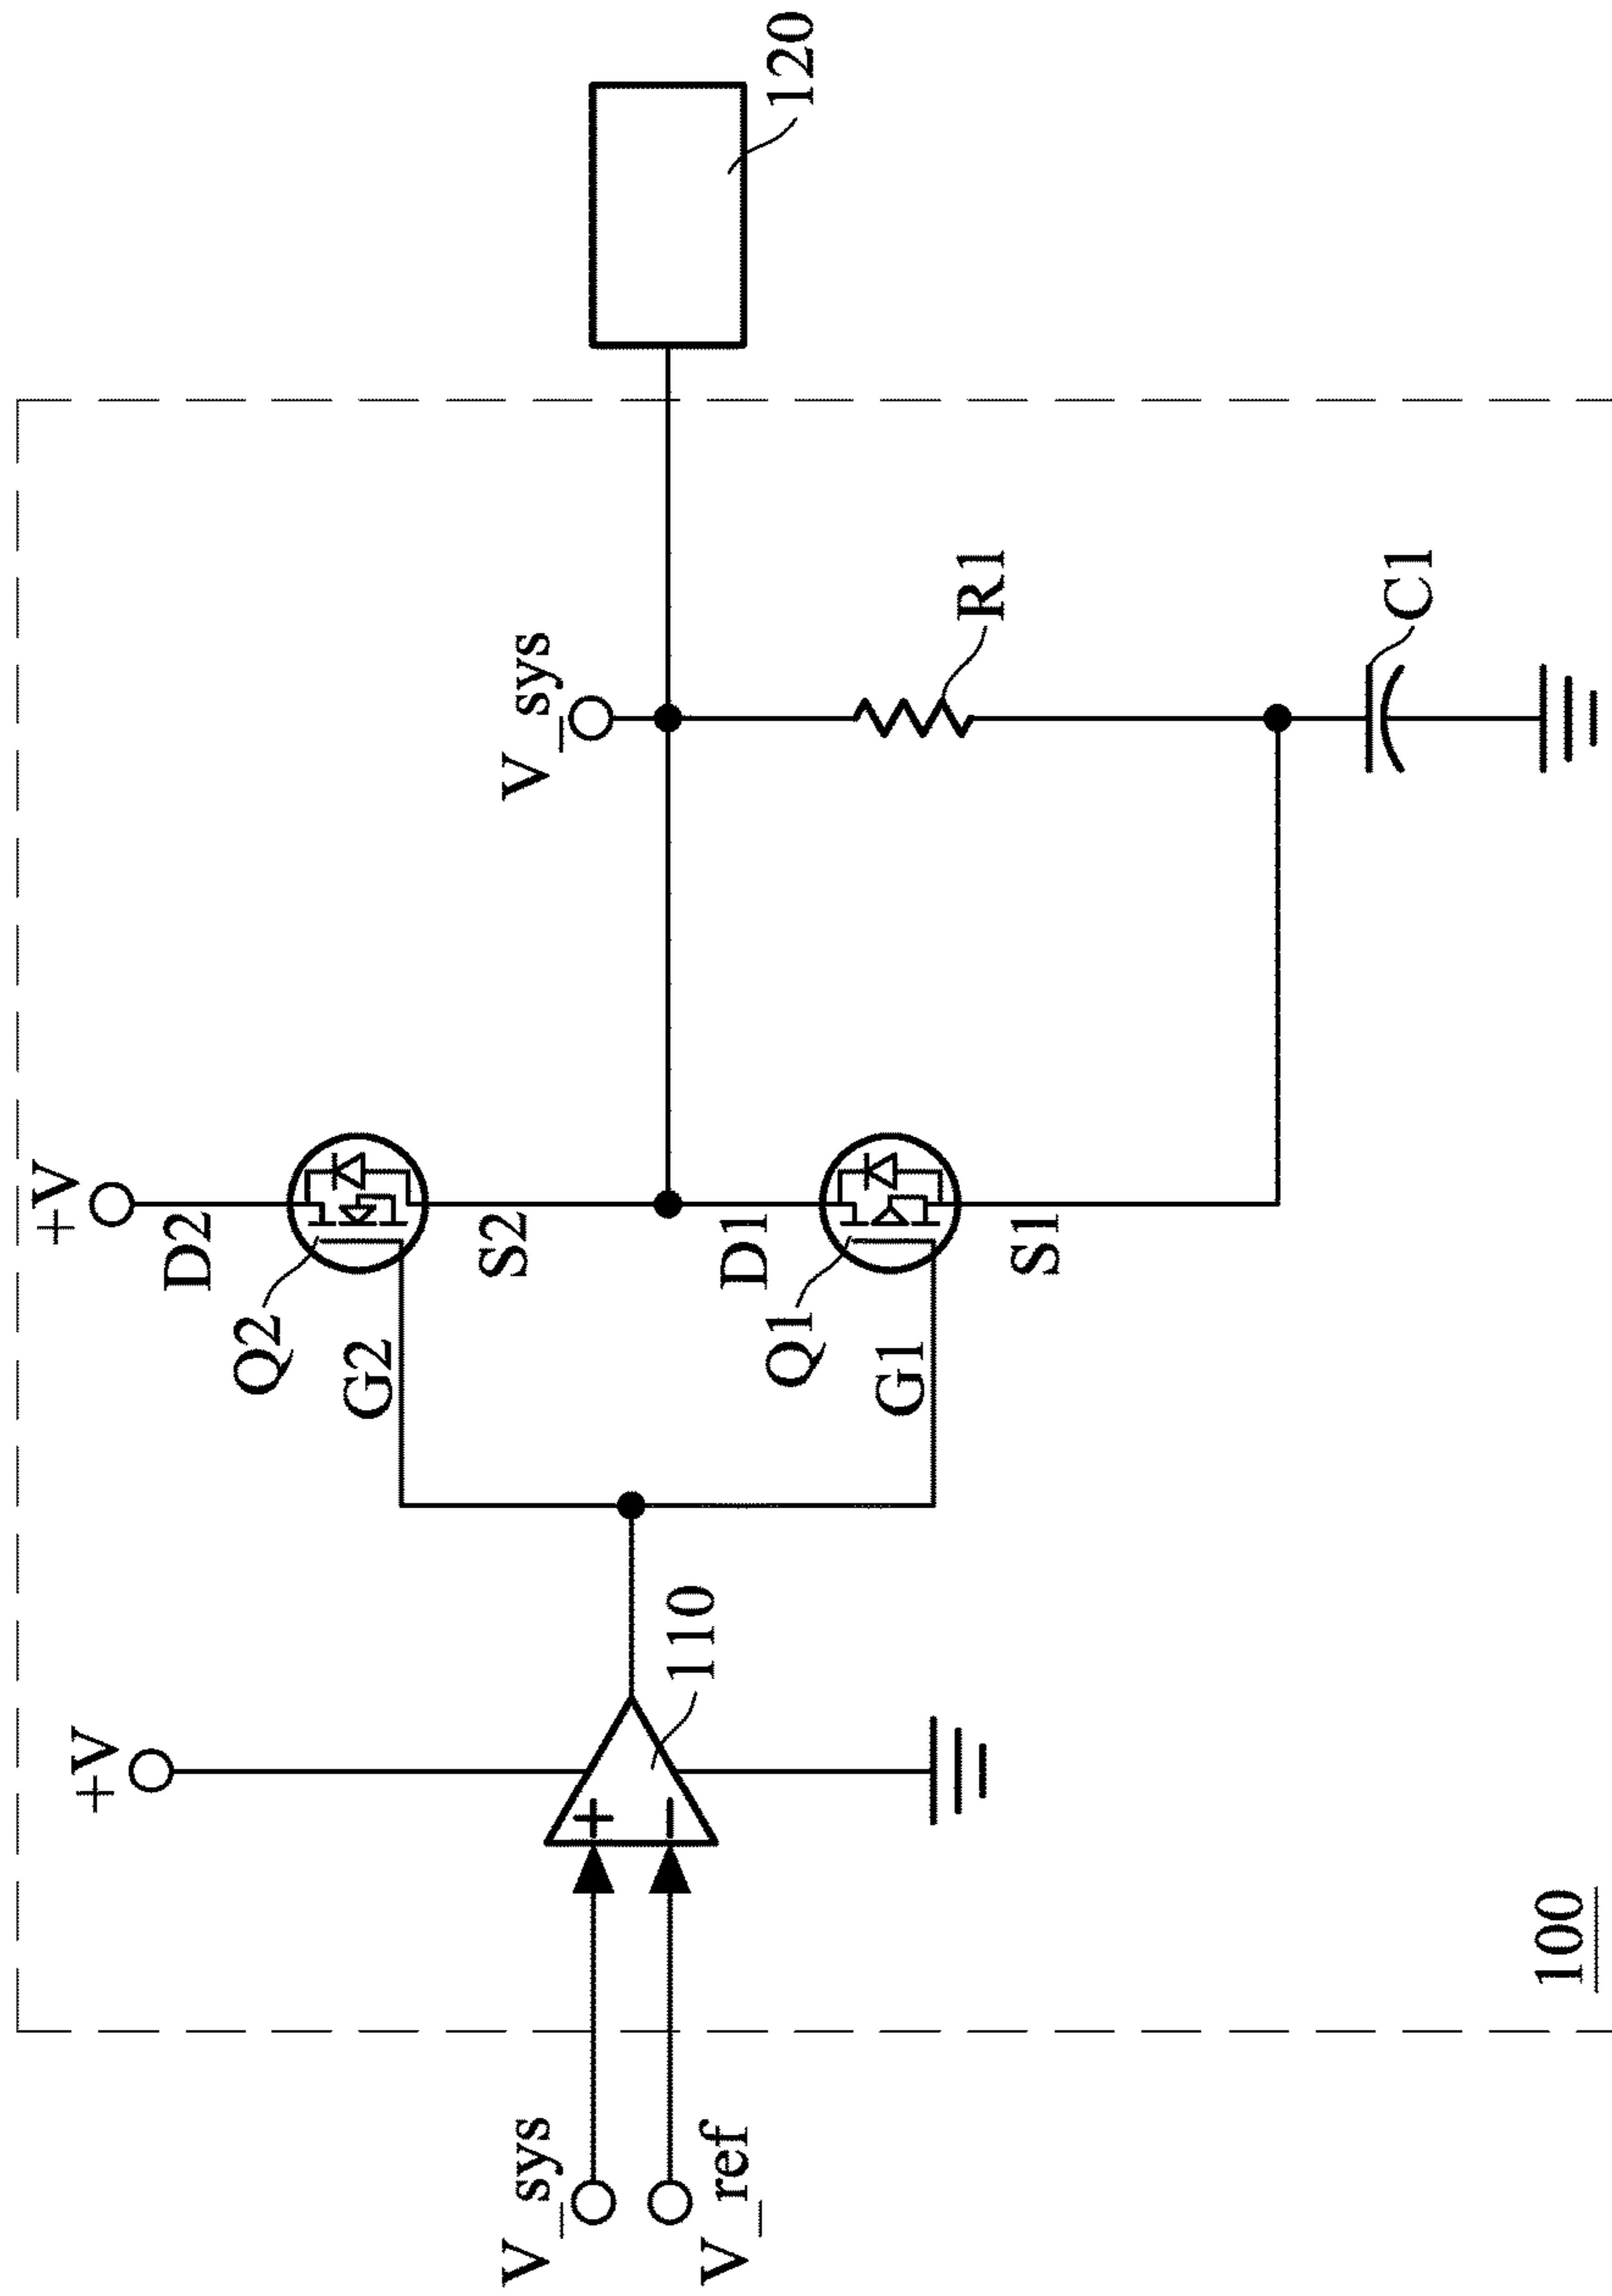 +V
+V
D2
Q2
G2
S2
V_sys
120
V_sys
V_ref
+
−
110
D1
Q1
G1
S1
R1
C1
100